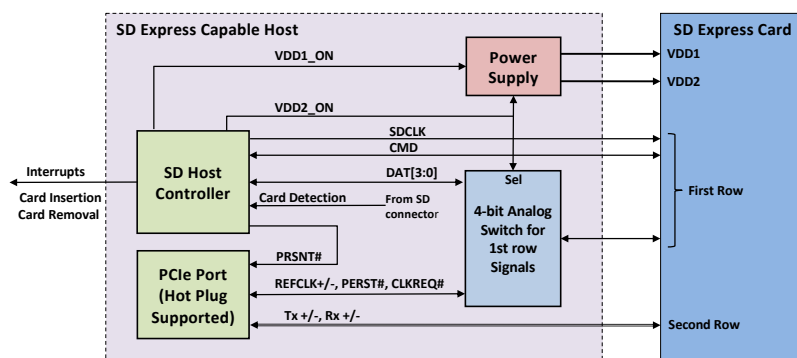 SD Express Capable Host
SD Express Card
VDD1_ON
Power
Supply
VDD1
VDD2
VDD2_ON
SDCLK
CMD
Interrupts
Card Insertion
Card Removal
SD Host
Controller
DAT[3:0]
Card Detection
From SD
connector
Sel
4-bit Analog
Switch for
1st row
Signals
First Row
PRSNT#
PCIe Port
(Hot Plug
Supported)
REFCLK+/-, PERST#, CLKREQ#
Tx +/-, Rx +/-
Second Row